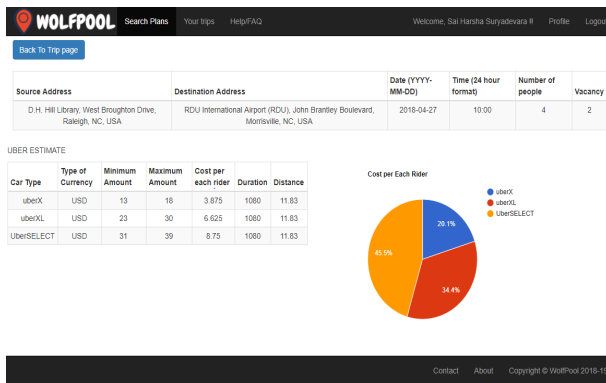 WOLFPOOL Search Plans Your trips Help/FAQ Welcome, Sai Harsha Suryadevara !! Profile Logout
Back To Trip page
Source Address Destination Address Date (YYYY-MM-DD) Time (24 hour format) Number of people Vacancy
D.H. Hill Library, West Broughton Drive, Raleigh, NC, USA RDU International Airport (RDU), John Brantley Boulevard, Morrisville, NC, USA 2018-04-27 10:00 4 2
UBER ESTIMATE
Car Type Type of Currency Minimum Amount Maximum Amount Cost per each rider Duration Distance
uberX USD 13 18 3.875 1080 11.83
uberXL USD 23 30 6.625 1080 11.83
UberSELECT USD 31 39 8.75 1080 11.83
Cost per Each Rider
uberX
uberXL
UberSELECT
20.1%
45.5%
34.4%
Contact About Copyright © WolfPool 2018-19